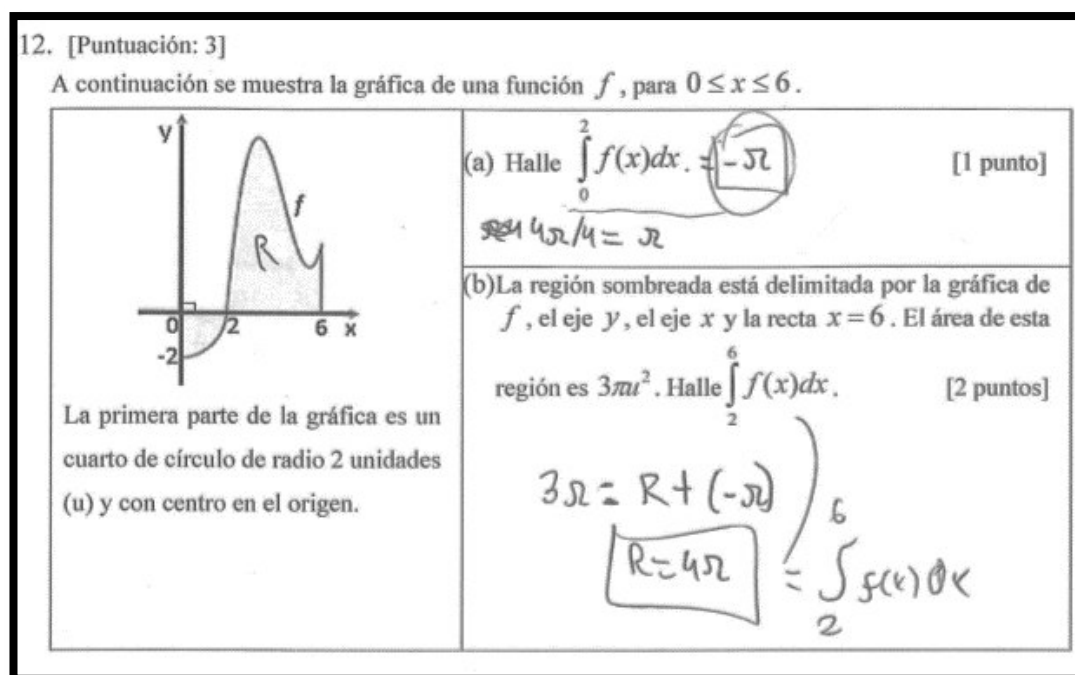 12. [Puntuación: 3]
A continuación se muestra la gráfica de una función f, para 0 ≤ x ≤ 6.
y
f
R
0
2
6
x
-2
La primera parte de la gráfica es un
cuarto de círculo de radio 2 unidades
(u) y con centro en el origen.
(a) Halle ∫₀² f(x)dx. = -π [1 punto]
4π/4 = π
(b) La región sombreada está delimitada por la gráfica de
f, el eje y, el eje x y la recta x = 6. El área de esta
región es 3πu². Halle ∫₂⁶ f(x)dx. [2 puntos]
3π = R + (-π)
R = 4π = ∫₂⁶ f(x) dx